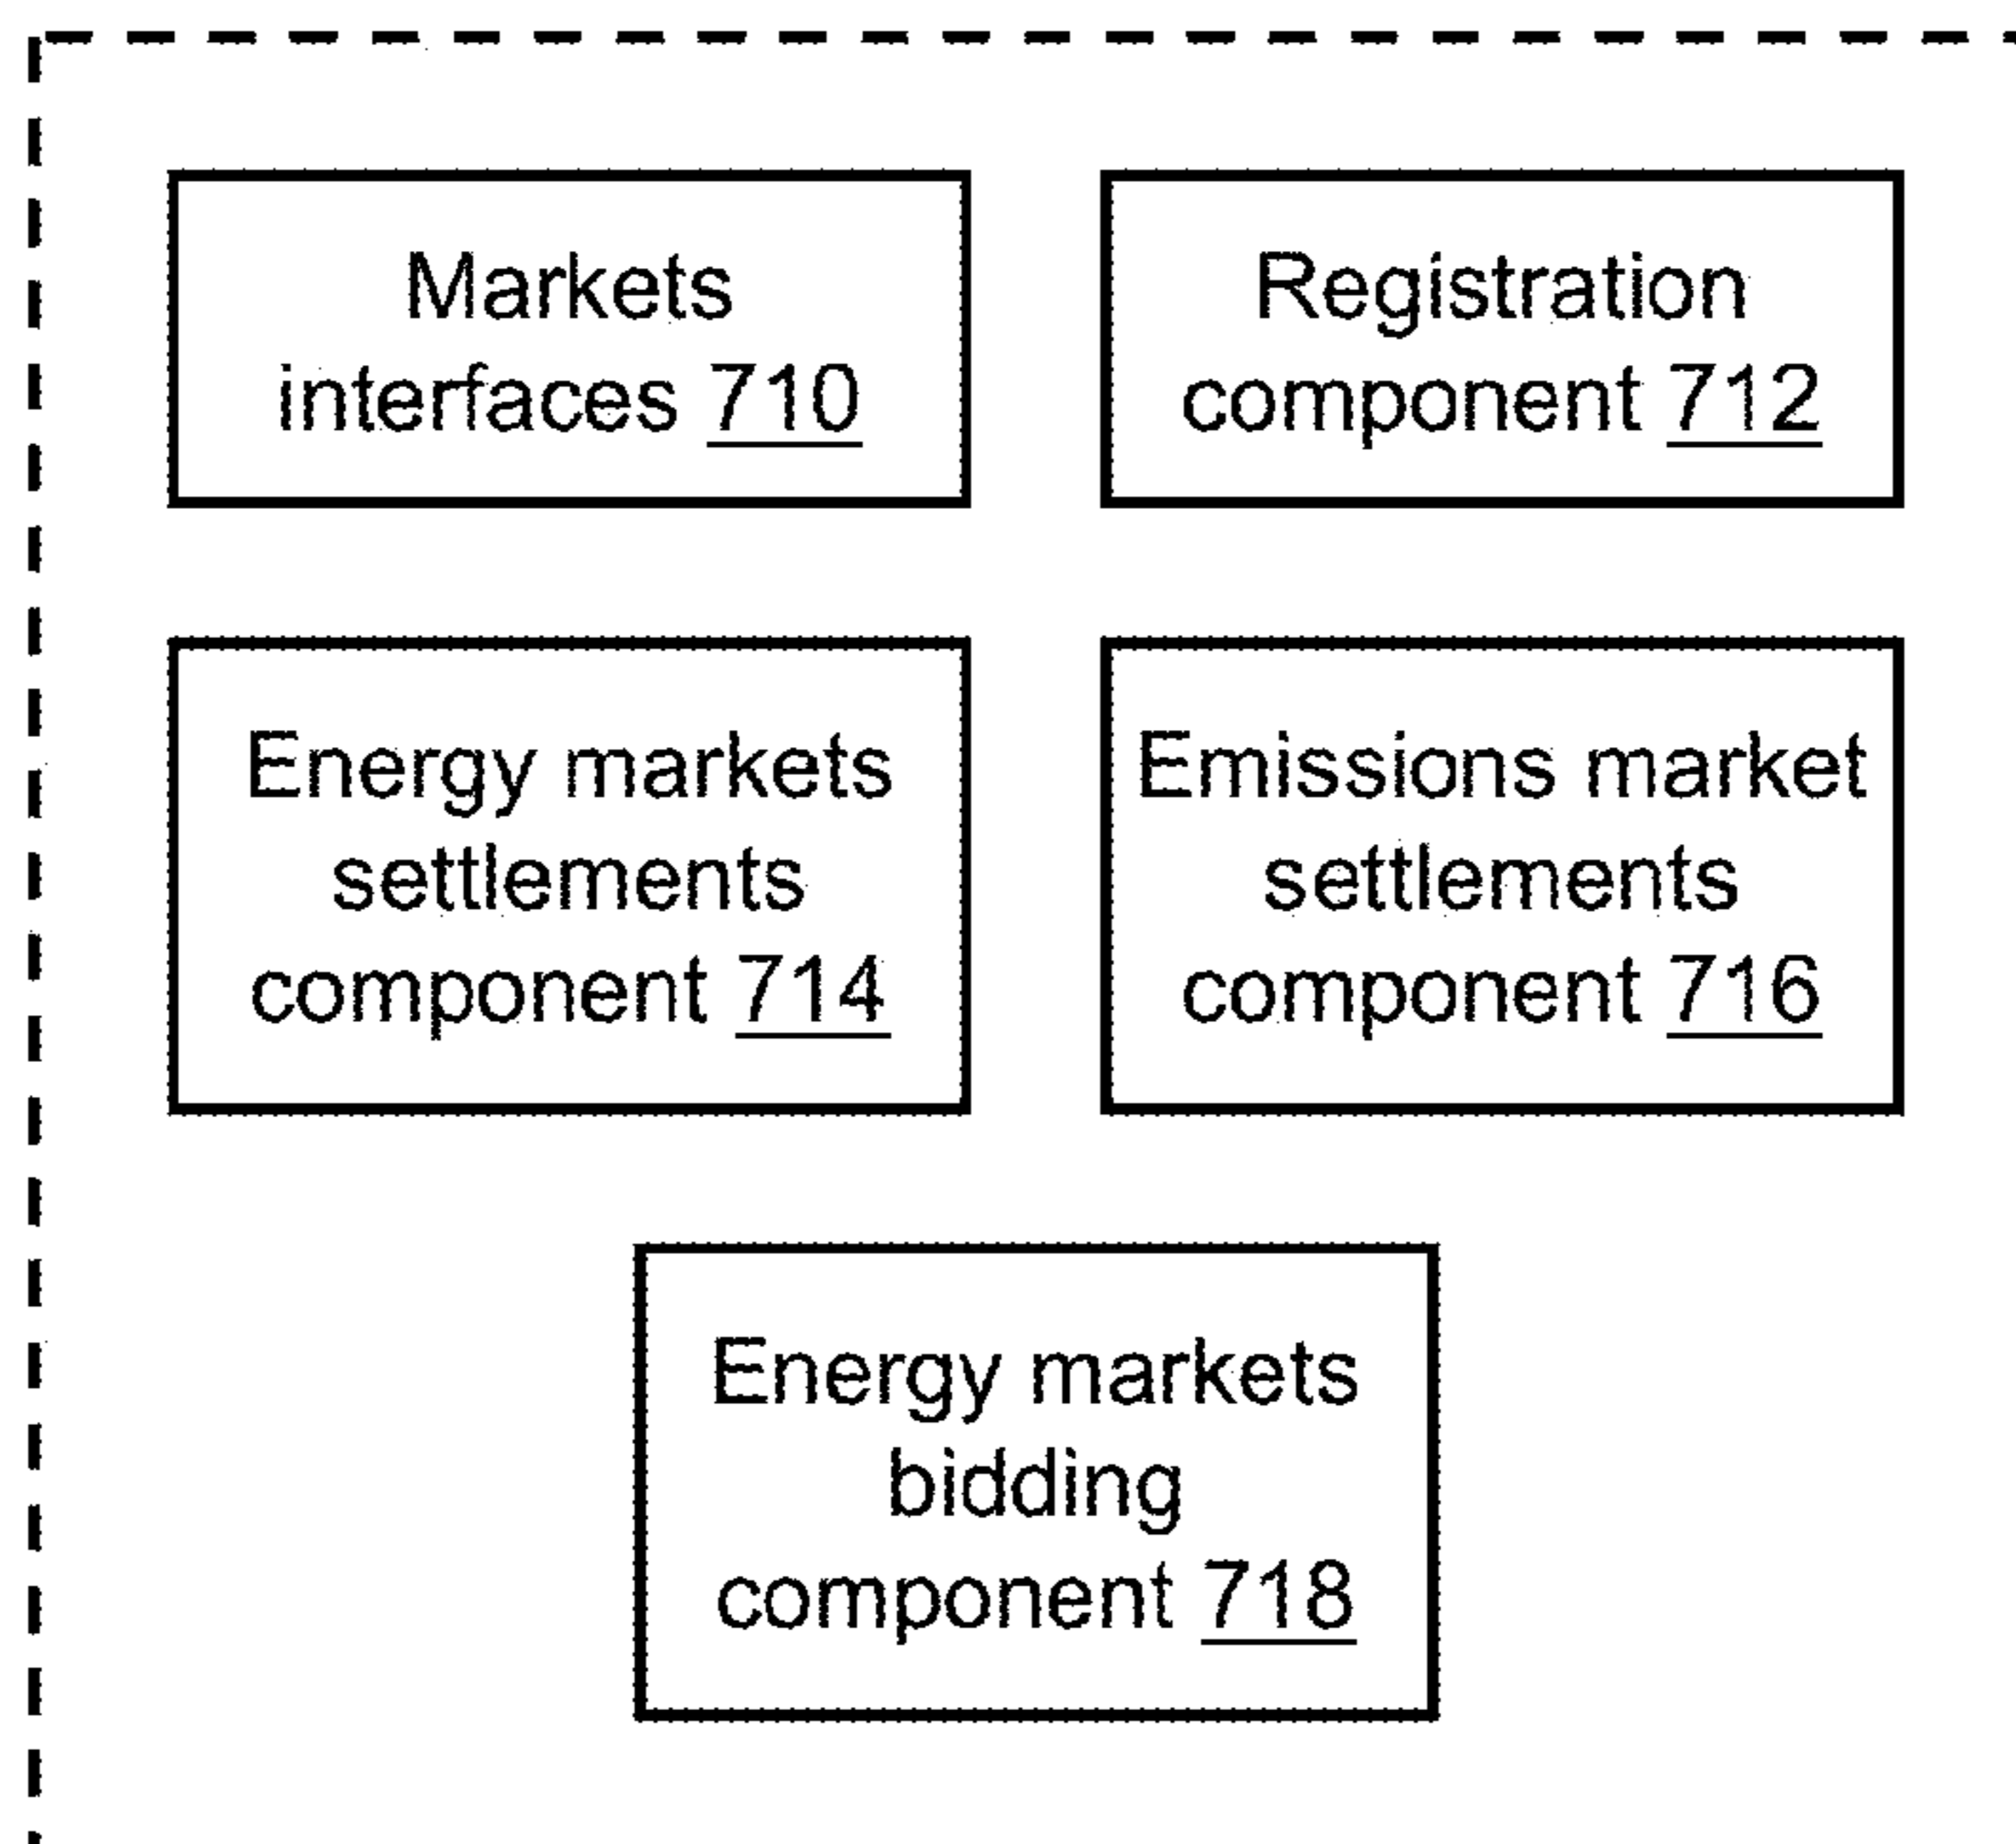 Markets
interfaces 710
Registration
component 712
Energy markets
settlements
component 714
Emissions market
settlements
component 716
Energy markets
bidding
component 718